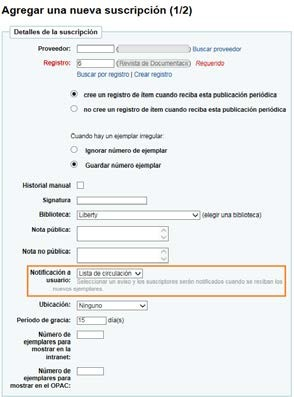 Agregar una nueva suscripción (1/2)
Detalles de la suscripción
Proveedor: ( ) Buscar proveedor
Registro: 6 (Revista de Documentació) Requerido
Buscar por registro | Crear registro
cree un registro de ítem cuando reciba esta publicación periódica
no cree un registro de ítem cuando reciba esta publicación periódica
Cuando hay un ejemplar irregular:
Ignorar número de ejemplar
Guardar número ejemplar
Historial manual
Signatura
Biblioteca: Liberty (elegir una biblioteca)
Nota pública:
Nota no pública:
Notificación a usuario: Lista de circulación
Seleccionar un aviso y los suscriptores serán notificados cuando se reciban los
nuevos ejemplares.
Ubicación: Ninguno
Período de gracia: 15 día(s)
Número de
ejemplares para
mostrar en la
intranet:
Número de
ejemplares para
mostrar en el OPAC: